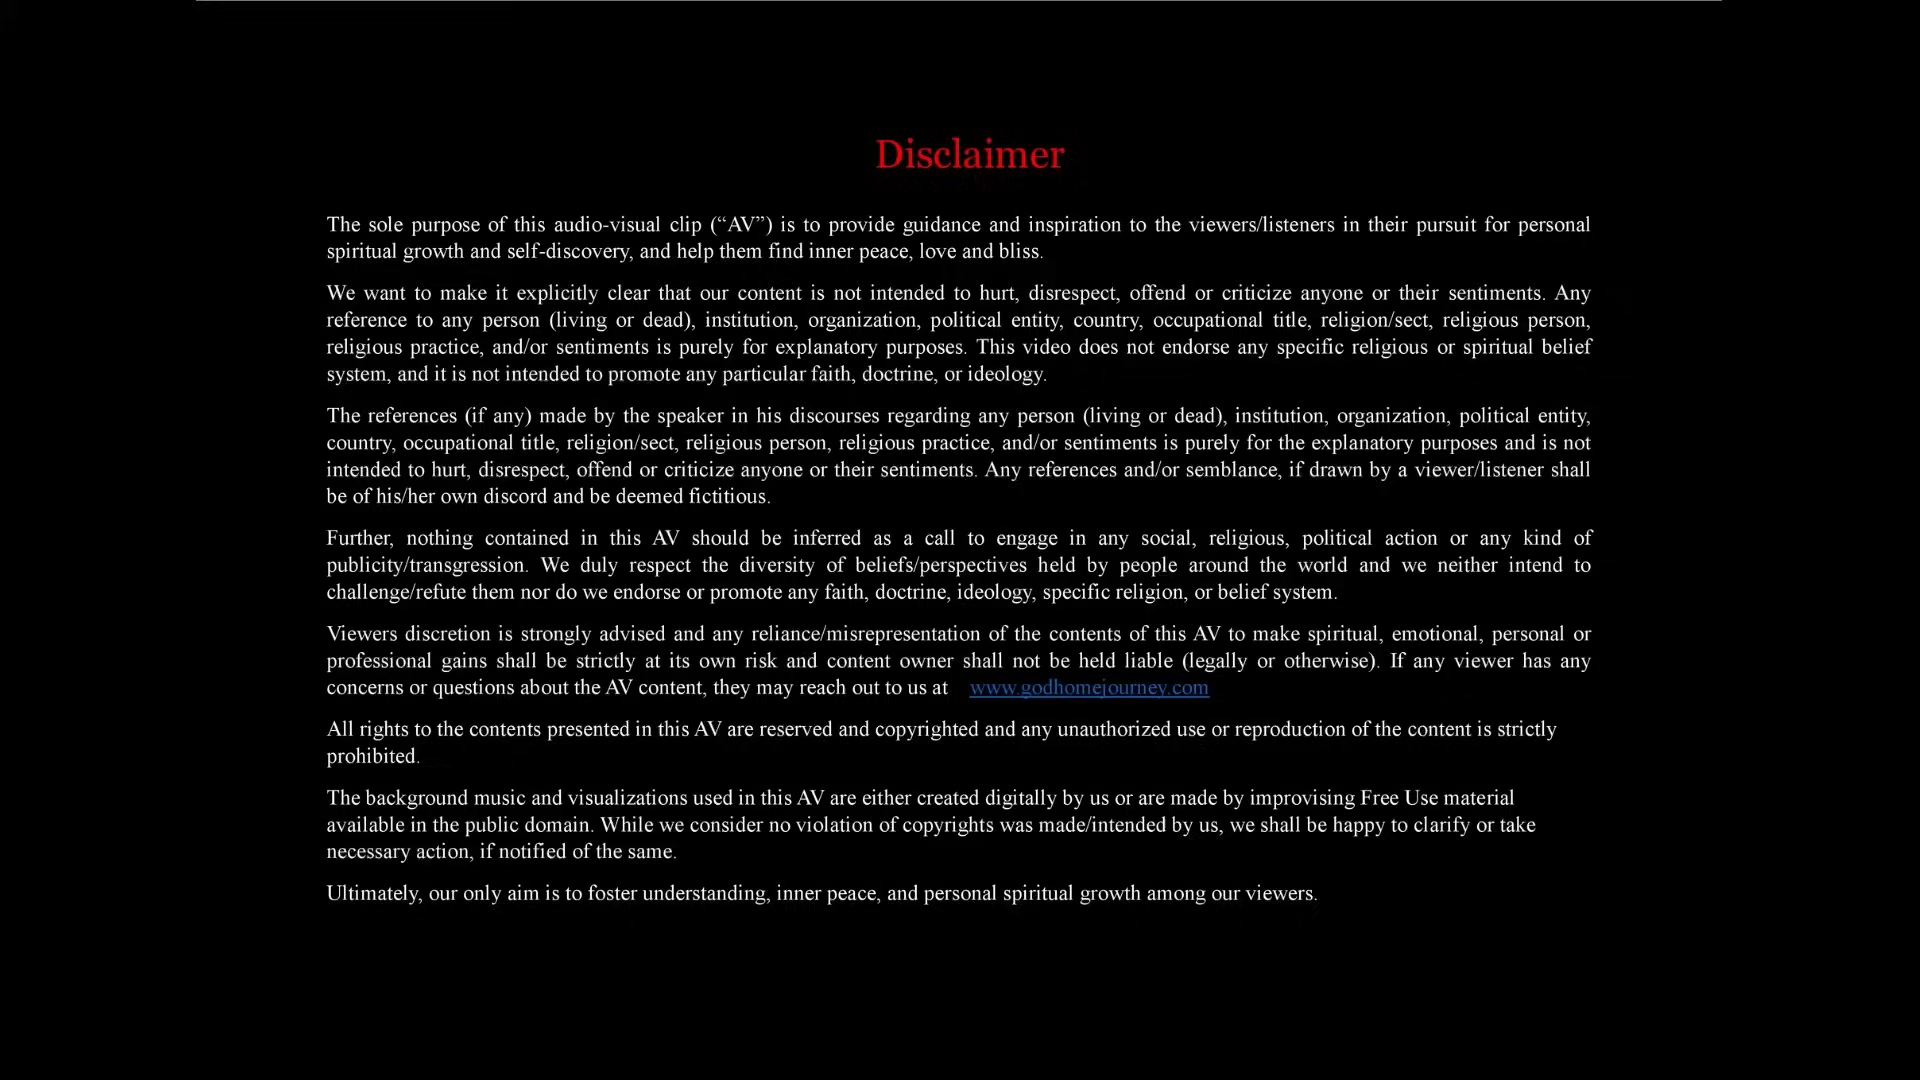 Disclaimer
The sole purpose of this audio-visual clip (“AV”) is to provide guidance and inspiration to the viewers/listeners in their pursuit for personal
spiritual growth and self-discovery, and help them find inner peace, love and bliss.
We want to make it explicitly clear that our content is not intended to hurt, disrespect, offend or criticize anyone or their sentiments. Any
reference to any person (living or dead), institution, organization, political entity, country, occupational title, religion/sect, religious person,
religious practice, and/or sentiments is purely for explanatory purposes. This video does not endorse any specific religious or spiritual belief
system, and it is not intended to promote any particular faith, doctrine, or ideology.
The references (if any) made by the speaker in his discourses regarding any person (living or dead), institution, organization, political entity,
country, occupational title, religion/sect, religious person, religious practice, and/or sentiments is purely for the explanatory purposes and is not
intended to hurt, disrespect, offend or criticize anyone or their sentiments. Any references and/or semblance, if drawn by a viewer/listener shall
be of his/her own discord and be deemed fictitious.
Further, nothing contained in this AV should be inferred as a call to engage in any social, religious, political action or any kind of
publicity/transgression. We duly respect the diversity of beliefs/perspectives held by people around the world and we neither intend to
challenge/refute them nor do we endorse or promote any faith, doctrine, ideology, specific religion, or belief system.
Viewers discretion is strongly advised and any reliance/misrepresentation of the contents of this AV to make spiritual, emotional, personal or
professional gains shall be strictly at its own risk and content owner shall not be held liable (legally or otherwise). If any viewer has any
concerns or questions about the AV content, they may reach out to us at www.godhomejourney.com
All rights to the contents presented in this AV are reserved and copyrighted and any unauthorized use or reproduction of the content is strictly
prohibited.
The background music and visualizations used in this AV are either created digitally by us or are made by improvising Free Use material
available in the public domain. While we consider no violation of copyrights was made/intended by us, we shall be happy to clarify or take
necessary action, if notified of the same.
Ultimately, our only aim is to foster understanding, inner peace, and personal spiritual growth among our viewers.